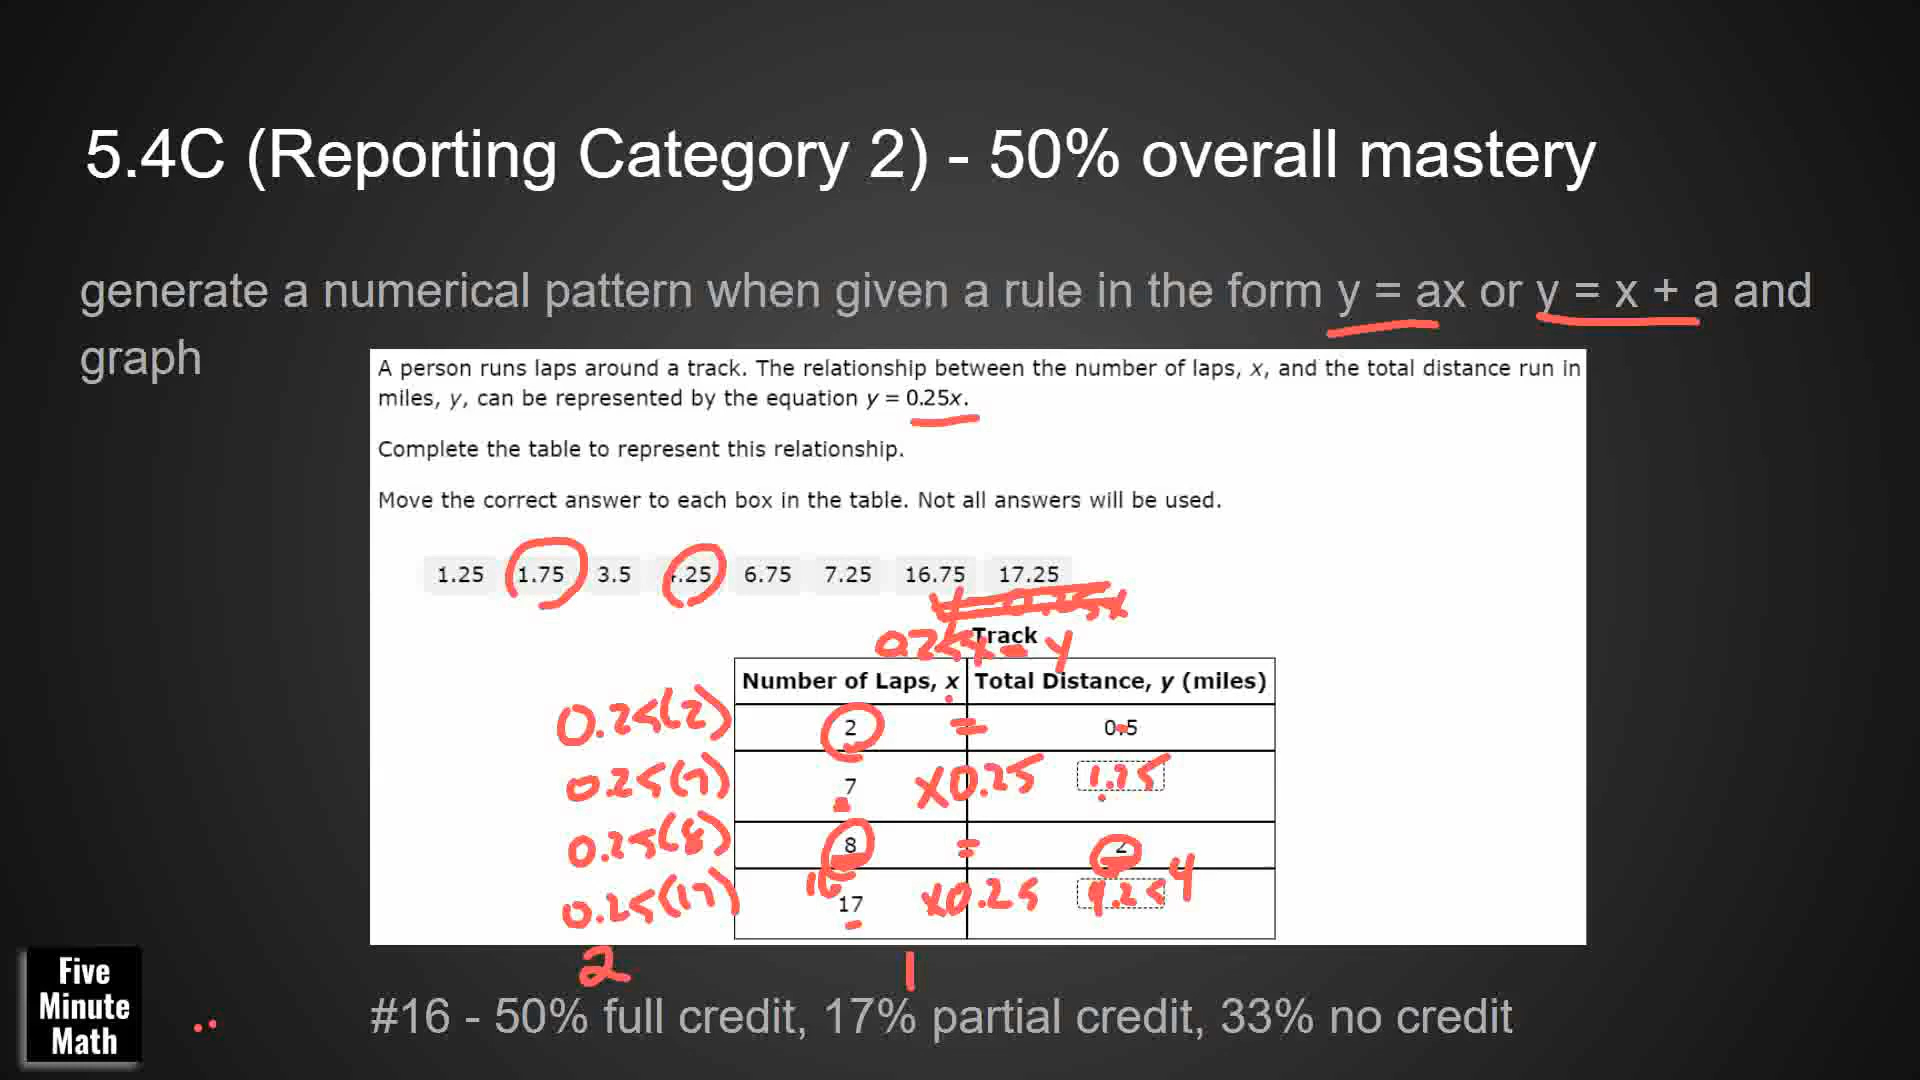 5.4C (Reporting Category 2) - 50% overall mastery
generate a numerical pattern when given a rule in the form y = ax or y = x + a and
graph
A person runs laps around a track. The relationship between the number of laps, x, and the total distance run in
miles, y, can be represented by the equation y = 0.25x.
Complete the table to represent this relationship.
Move the correct answer to each box in the table. Not all answers will be used.
1.25 1.75 3.5 4.25 6.75 7.25 16.75 17.25
Track
0.25x = y
Number of Laps, x Total Distance, y (miles)
0.25(2) 2 = 0.5
0.25(7) 7 x0.25 1.75
0.25(8) 8 = 2
16 4
0.25(17) 17 x0.25 4.25
2 1
#16 - 50% full credit, 17% partial credit, 33% no credit
Five
Minute
Math